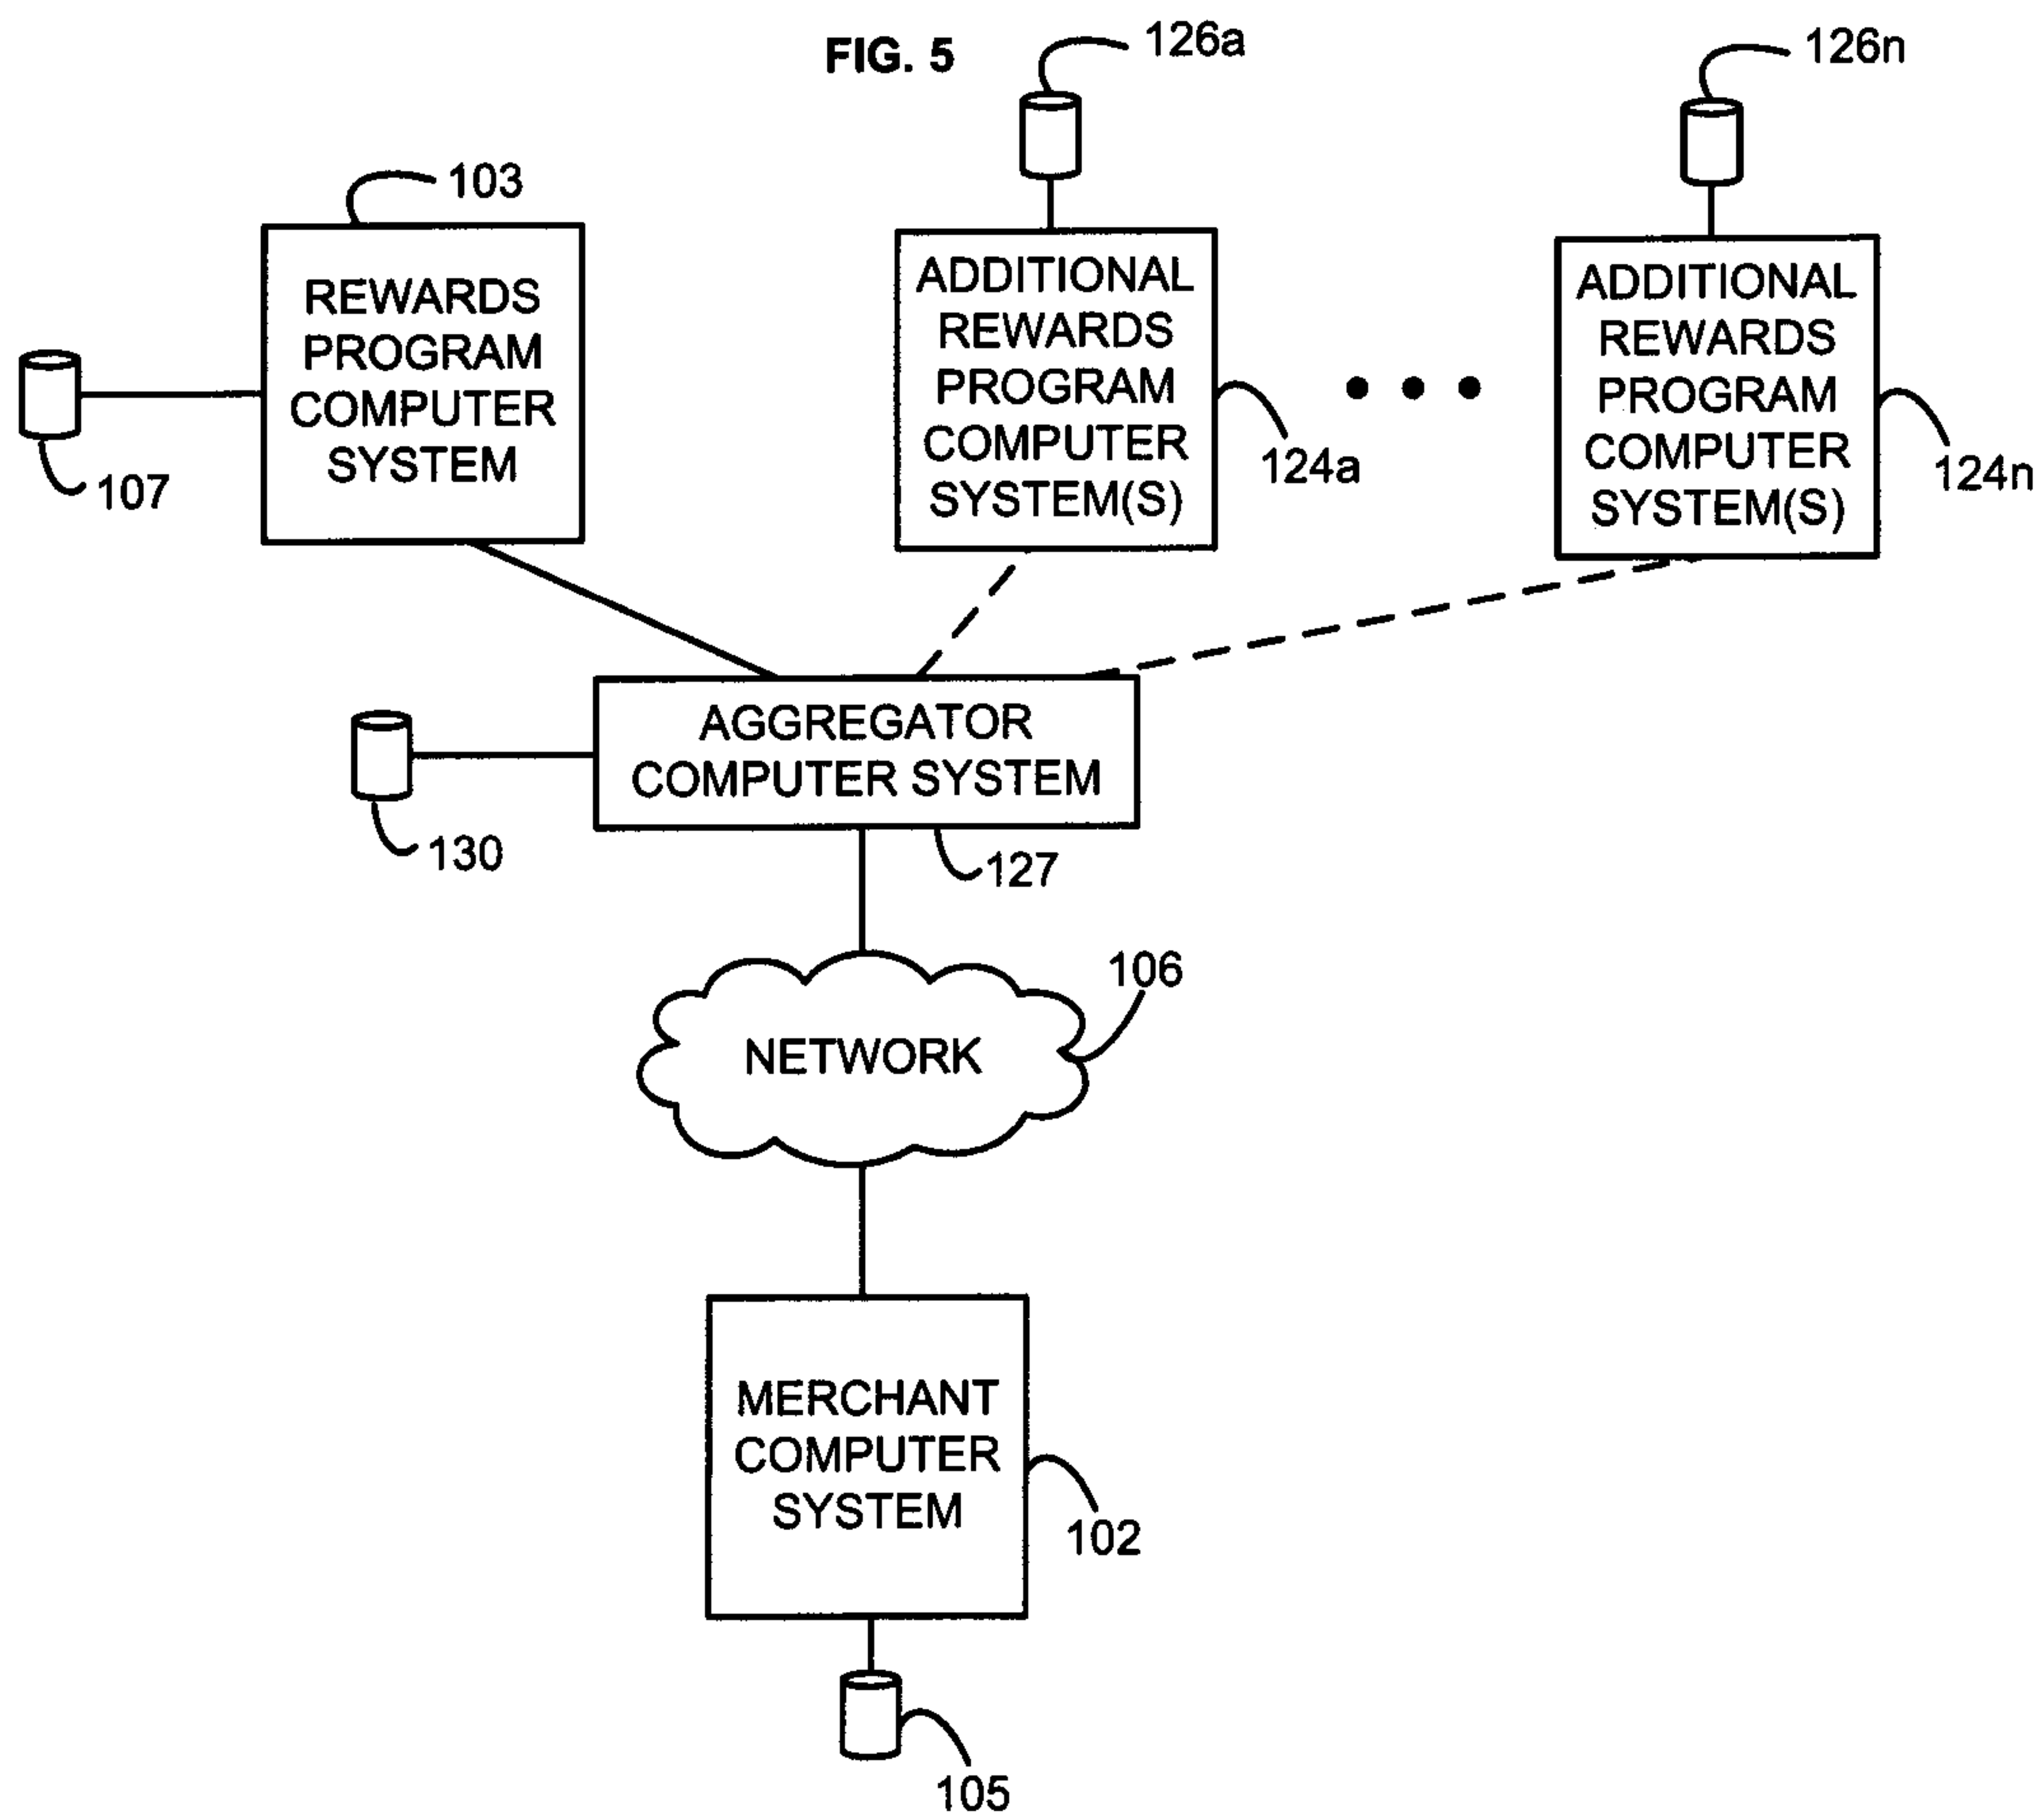 FIG. 5
126a
126n
103
REWARDS
PROGRAM
COMPUTER
SYSTEM
107
ADDITIONAL
REWARDS
PROGRAM
COMPUTER
SYSTEM(S)
124a
ADDITIONAL
REWARDS
PROGRAM
COMPUTER
SYSTEM(S)
124n
AGGREGATOR
COMPUTER SYSTEM
130
127
106
NETWORK
MERCHANT
COMPUTER
SYSTEM
102
105